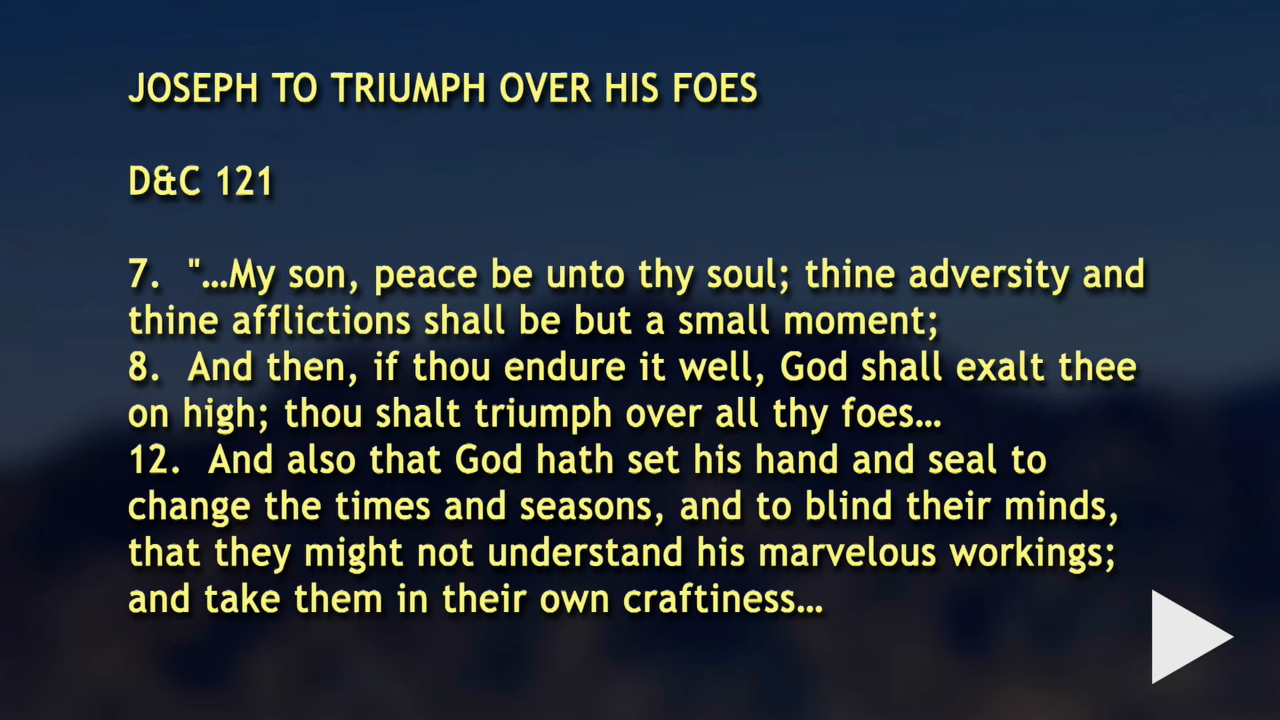 JOSEPH TO TRIUMPH OVER HIS FOES
D&C 121
7. "…My son, peace be unto thy soul; thine adversity and
thine afflictions shall be but a small moment;
8. And then, if thou endure it well, God shall exalt thee
on high; thou shalt triumph over all thy foes…
12. And also that God hath set his hand and seal to
change the times and seasons, and to blind their minds,
that they might not understand his marvelous workings;
and take them in their own craftiness…